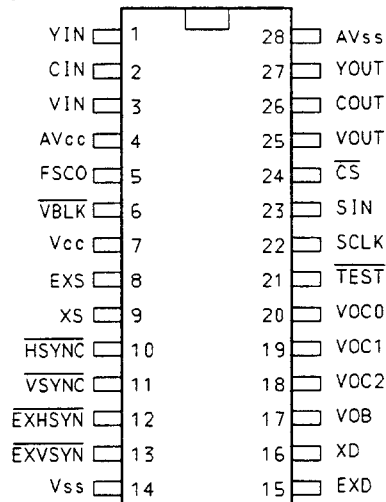 YIN 1 28 AVss
CIN 2 27 YOUT
VIN 3 26 COUT
AVcc 4 25 VOUT
FSCO 5 24 CS
VBLK 6 23 SIN
Vcc 7 22 SCLK
EXS 8 21 TEST
XS 9 20 VOC0
HSYNC 10 19 VOC1
VSYNC 11 18 VOC2
EXHSYN 12 17 VOB
EXVSYN 13 16 XD
Vss 14 15 EXD